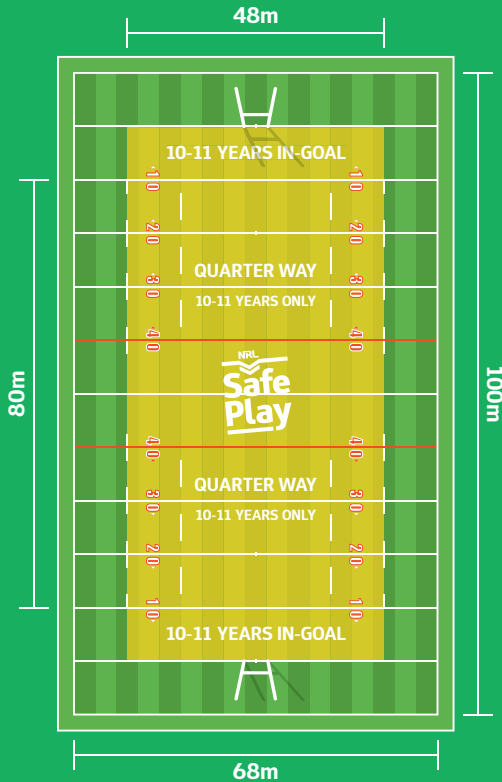 48m
10-11 YEARS IN-GOAL
10 10
20 20
QUARTER WAY
30 30
10-11 YEARS ONLY
40 40
NRL
Safe
Play
80m
100m
40 40
QUARTER WAY
30 30
10-11 YEARS ONLY
20 20
10 10
10-11 YEARS IN-GOAL
68m